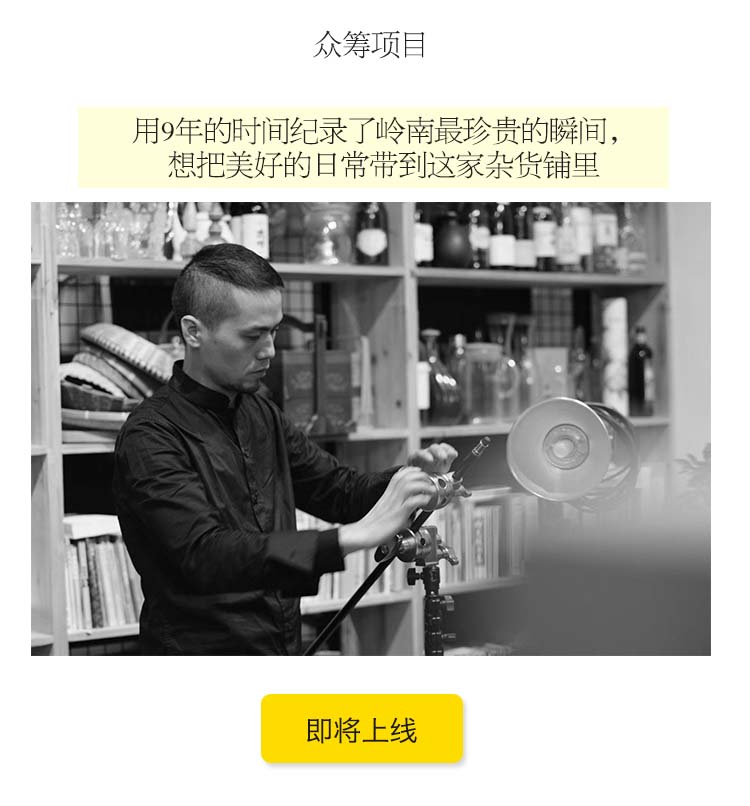 众筹项目
用9年的时间纪录了岭南最珍贵的瞬间，
想把美好的日常带到这家杂货铺里
即将上线